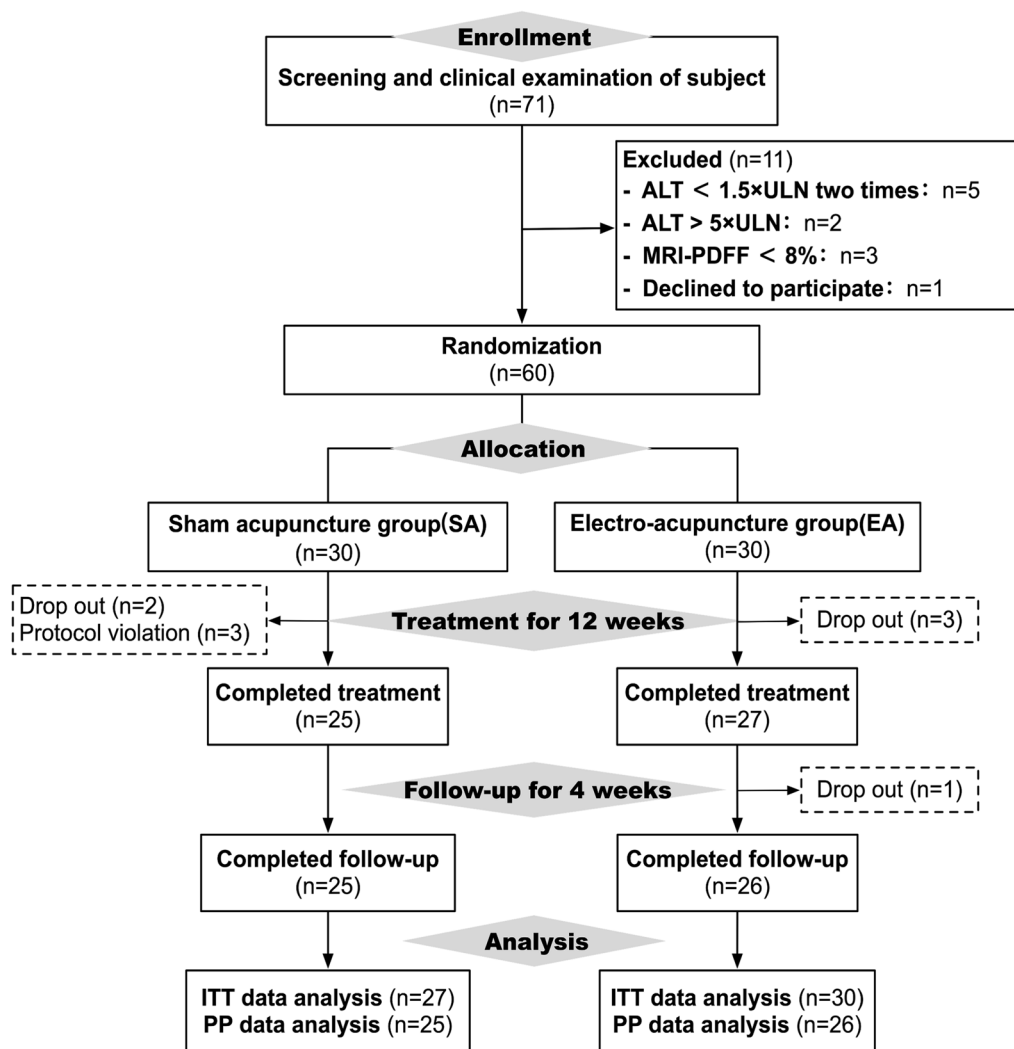 Enrollment
Screening and clinical examination of subject
(n=71)
Excluded (n=11)
- ALT < 1.5×ULN two times： n=5
- ALT > 5×ULN： n=2
- MRI-PDFF < 8%： n=3
- Declined to participate： n=1
Randomization
(n=60)
Allocation
Sham acupuncture group(SA)
(n=30)
Electro-acupuncture group(EA)
(n=30)
Drop out (n=2)
Protocol violation (n=3)
Treatment for 12 weeks
Drop out (n=3)
Completed treatment
(n=25)
Completed treatment
(n=27)
Follow-up for 4 weeks
Drop out (n=1)
Completed follow-up
(n=25)
Completed follow-up
(n=26)
Analysis
ITT data analysis (n=27)
PP data analysis (n=25)
ITT data analysis (n=30)
PP data analysis (n=26)